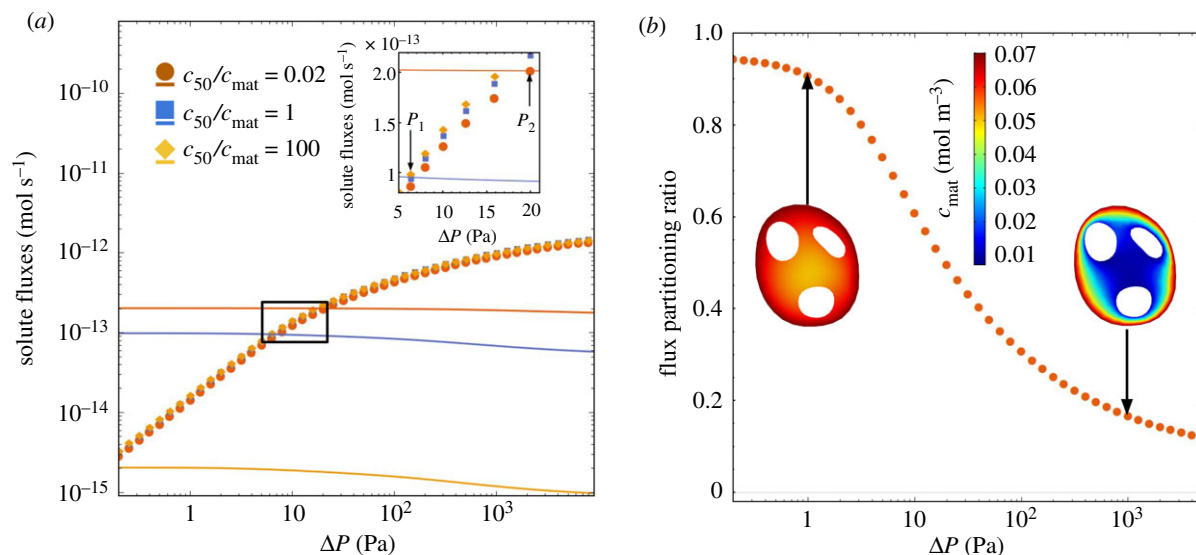 (a)
solute fluxes (mol s⁻¹)
10⁻¹⁰
10⁻¹¹
10⁻¹²
10⁻¹³
10⁻¹⁴
10⁻¹⁵
c₅₀/c_mat = 0.02
c₅₀/c_mat = 1
c₅₀/c_mat = 100
× 10⁻¹³
solute fluxes (mol s⁻¹)
2.0
1.5
1
P₁
P₂
5 10 15 20
ΔP (Pa)
1 10 10² 10³
ΔP (Pa)
(b)
flux partitioning ratio
1.0
0.8
0.6
0.4
0.2
0
c_mat (mol m⁻³)
0.07
0.06
0.05
0.04
0.03
0.02
0.01
1 10 10² 10³
ΔP (Pa)